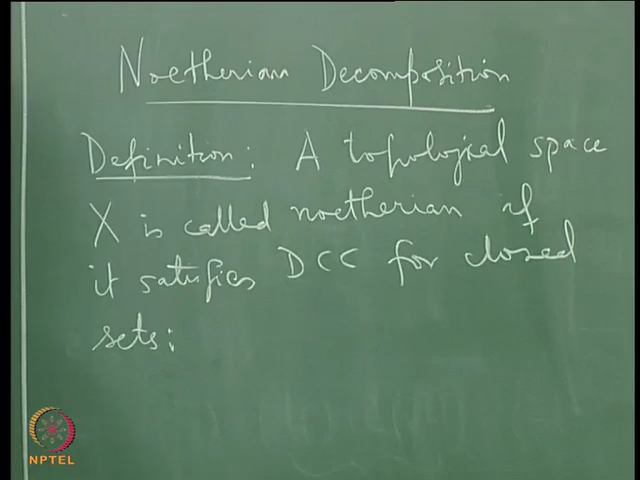 Noetherian Decomposition
Definition: A topological space
X is called noetherian if
it satisfies DCC for closed
sets:
NPTEL